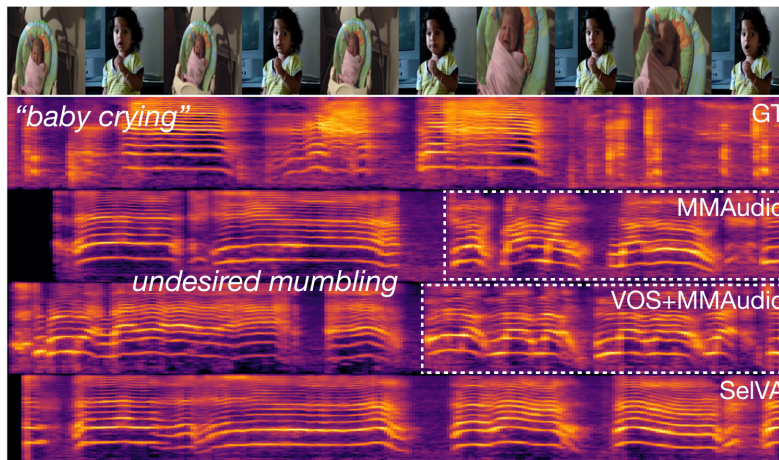 “baby crying”
GT
MMAudio
undesired mumbling
VOS+MMAudio
SelVA